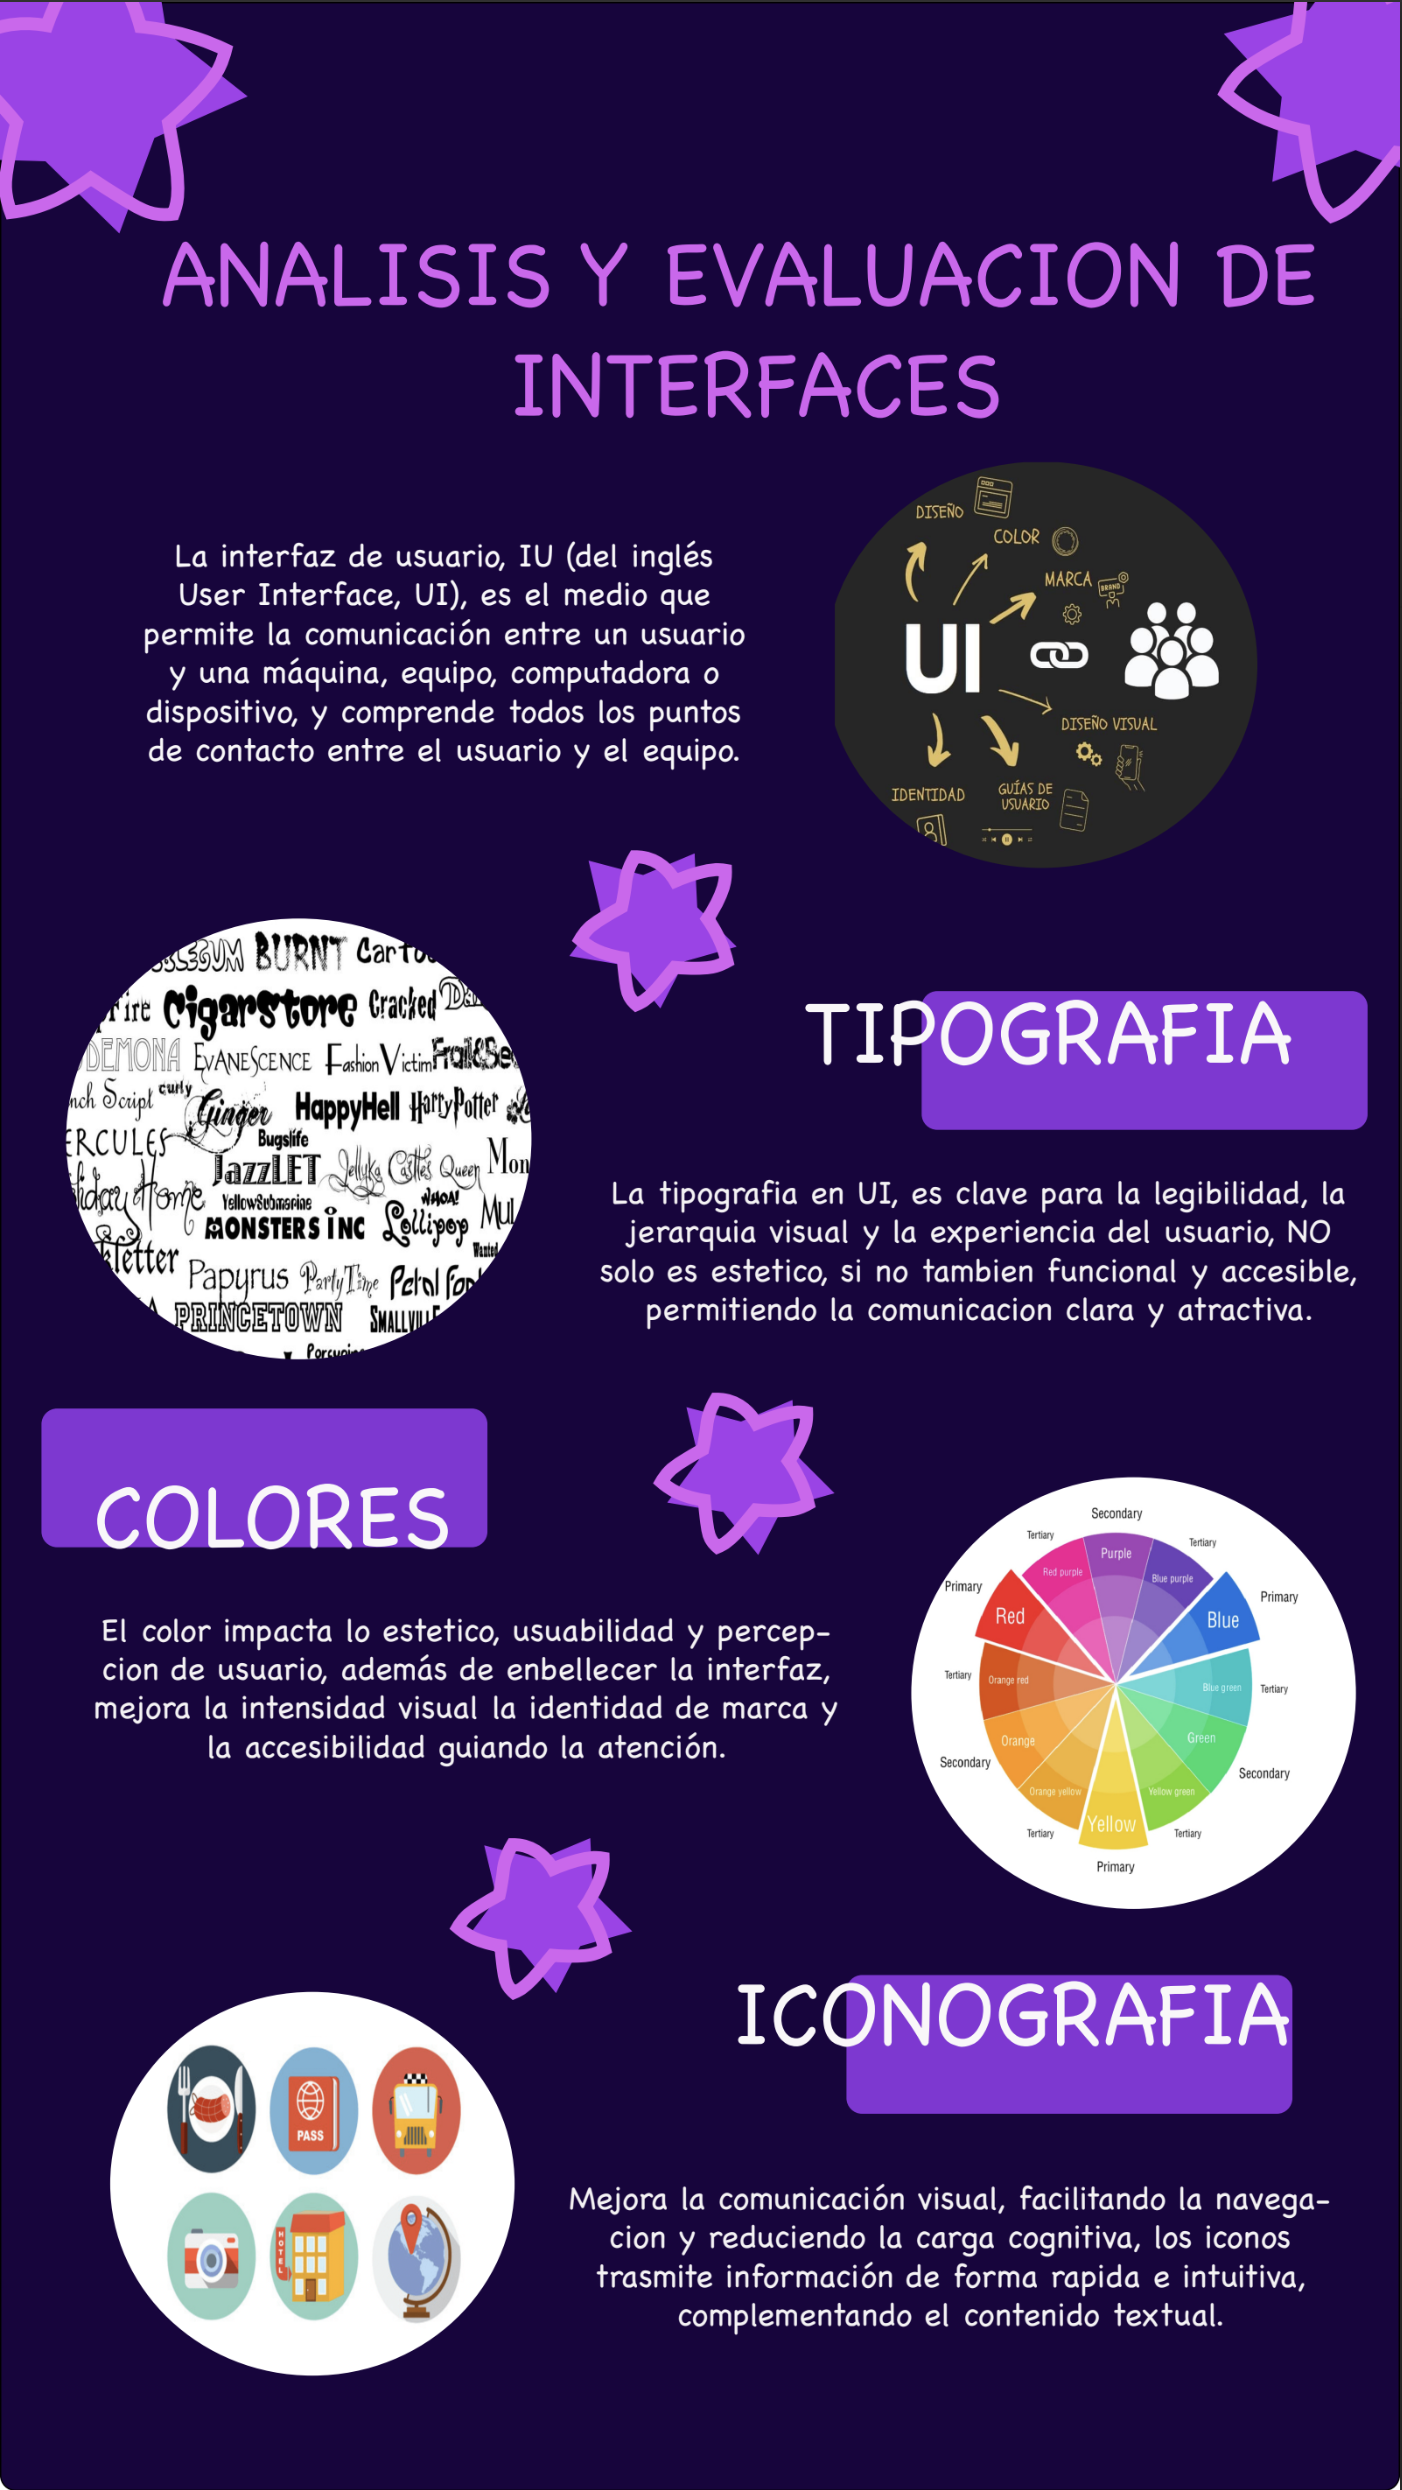 ANALISIS Y EVALUACION DE
INTERFACES
La interfaz de usuario, IU (del inglés
User Interface, UI), es el medio que
permite la comunicación entre un usuario
y una máquina, equipo, computadora o
dispositivo, y comprende todos los puntos
de contacto entre el usuario y el equipo.
DISEÑO
COLOR
MARCA
BRAND
UI
DISEÑO VISUAL
IDENTIDAD
GUÍAS DE
USUARIO
BURNT
Cigarstore Cracked
DEMONA EVANESCENCE Fashion Victim
Script curly Ginger HappyHell HarryPotter
HERCULES Bugslife
JazzLET Jellyka Castle's Queen
Home YellowSubmarine WHOA!
MONSTERS INC Lollipop
Wanted
Papyrus PartyTime
PRINCETOWN
TIPOGRAFIA
La tipografia en UI, es clave para la legibilidad, la
jerarquia visual y la experiencia del usuario, NO
solo es estetico, si no tambien funcional y accesible,
permitiendo la comunicacion clara y atractiva.
COLORES
El color impacta lo estetico, usuabilidad y percep-
cion de usuario, además de enbellecer la interfaz,
mejora la intensidad visual la identidad de marca y
la accesibilidad guiando la atención.
Secondary
Tertiary
Purple
Tertiary
Red purple
Blue purple
Primary
Red
Blue
Primary
Tertiary
Orange red
Blue green
Tertiary
Orange
Green
Secondary
Secondary
Orange yellow
Yellow green
Tertiary
Yellow
Tertiary
Primary
ICONOGRAFIA
PASS
HOTEL
Mejora la comunicación visual, facilitando la navega-
cion y reduciendo la carga cognitiva, los iconos
trasmite información de forma rapida e intuitiva,
complementando el contenido textual.